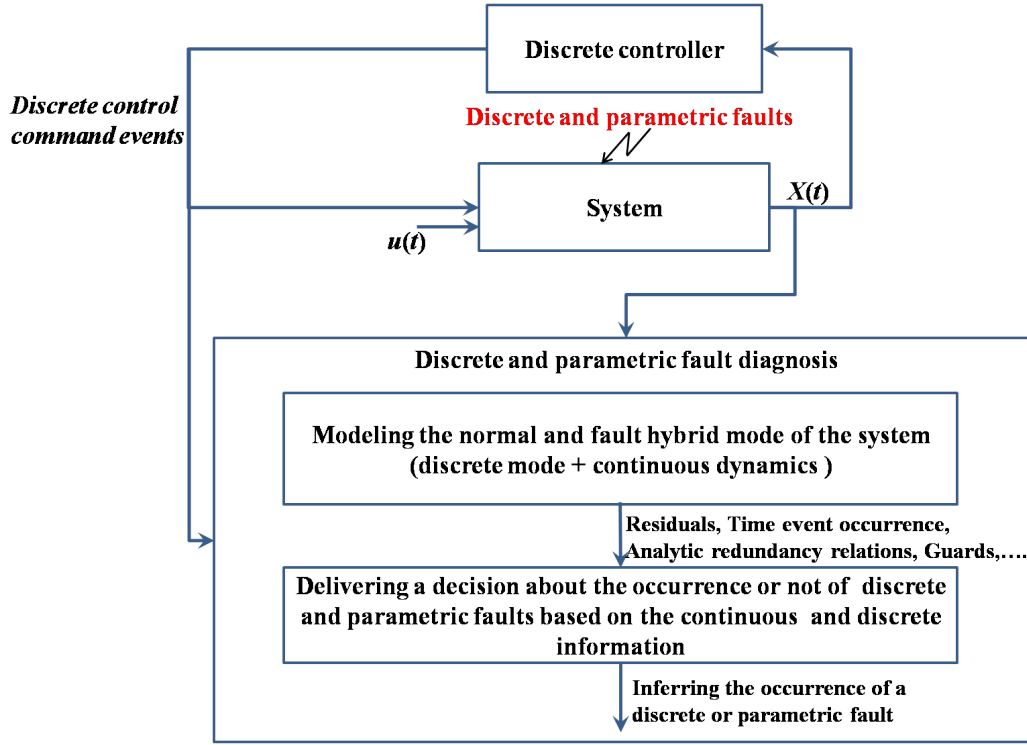 Discrete controller
Discrete control
command events
Discrete and parametric faults
System
X(t)
u(t)
Discrete and parametric fault diagnosis
Modeling the normal and fault hybrid mode of the system
(discrete mode + continuous dynamics )
Residuals, Time event occurrence,
Analytic redundancy relations, Guards,....
Delivering a decision about the occurrence or not of discrete
and parametric faults based on the continuous and discrete
information
Inferring the occurrence of a
discrete or parametric fault